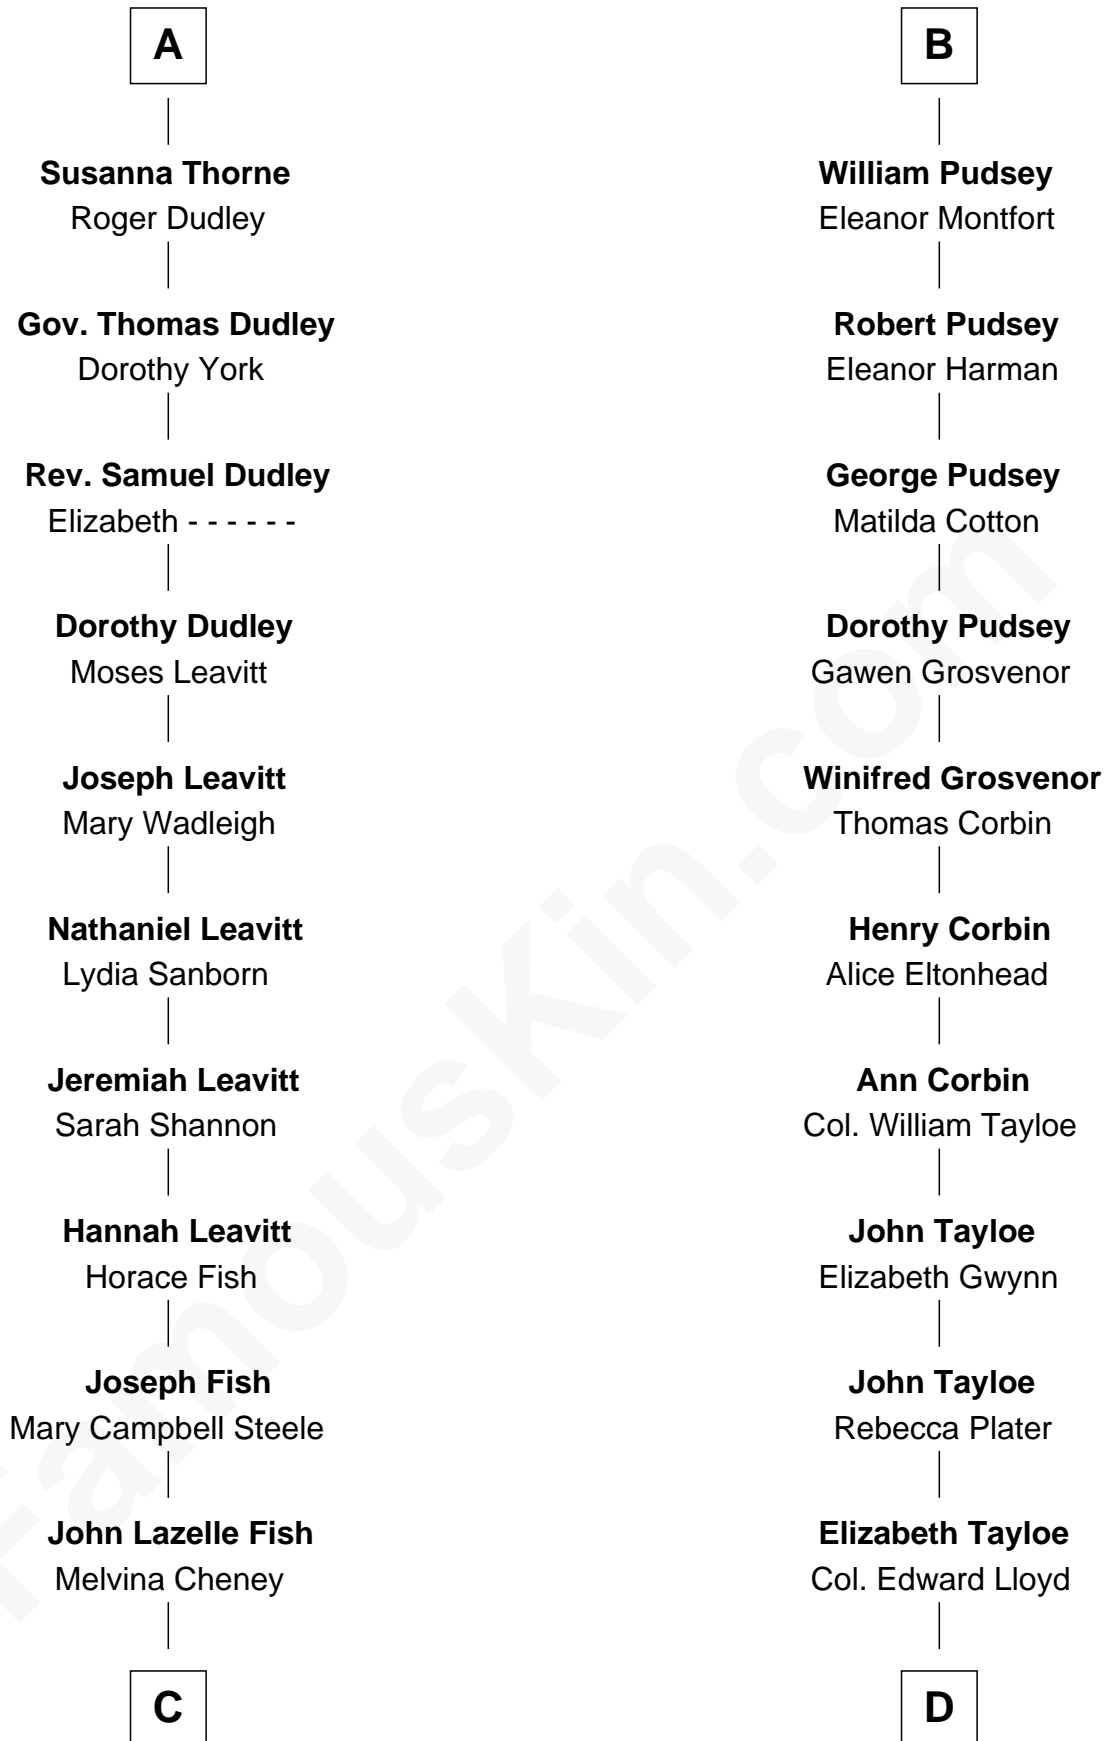 A
Susanna Thorne
Roger Dudley
Gov. Thomas Dudley
Dorothy York
Rev. Samuel Dudley
Elizabeth - - - - - -
Dorothy Dudley
Moses Leavitt
Joseph Leavitt
Mary Wadleigh
Nathaniel Leavitt
Lydia Sanborn
Jeremiah Leavitt
Sarah Shannon
Hannah Leavitt
Horace Fish
Joseph Fish
Mary Campbell Steele
John Lazelle Fish
Melvina Cheney
C
B
William Pudsey
Eleanor Montfort
Robert Pudsey
Eleanor Harman
George Pudsey
Matilda Cotton
Dorothy Pudsey
Gawen Grosvenor
Winifred Grosvenor
Thomas Corbin
Henry Corbin
Alice Eltonhead
Ann Corbin
Col. William Tayloe
John Tayloe
Elizabeth Gwynn
John Tayloe
Rebecca Plater
Elizabeth Tayloe
Col. Edward Lloyd
D
FamousKin.com